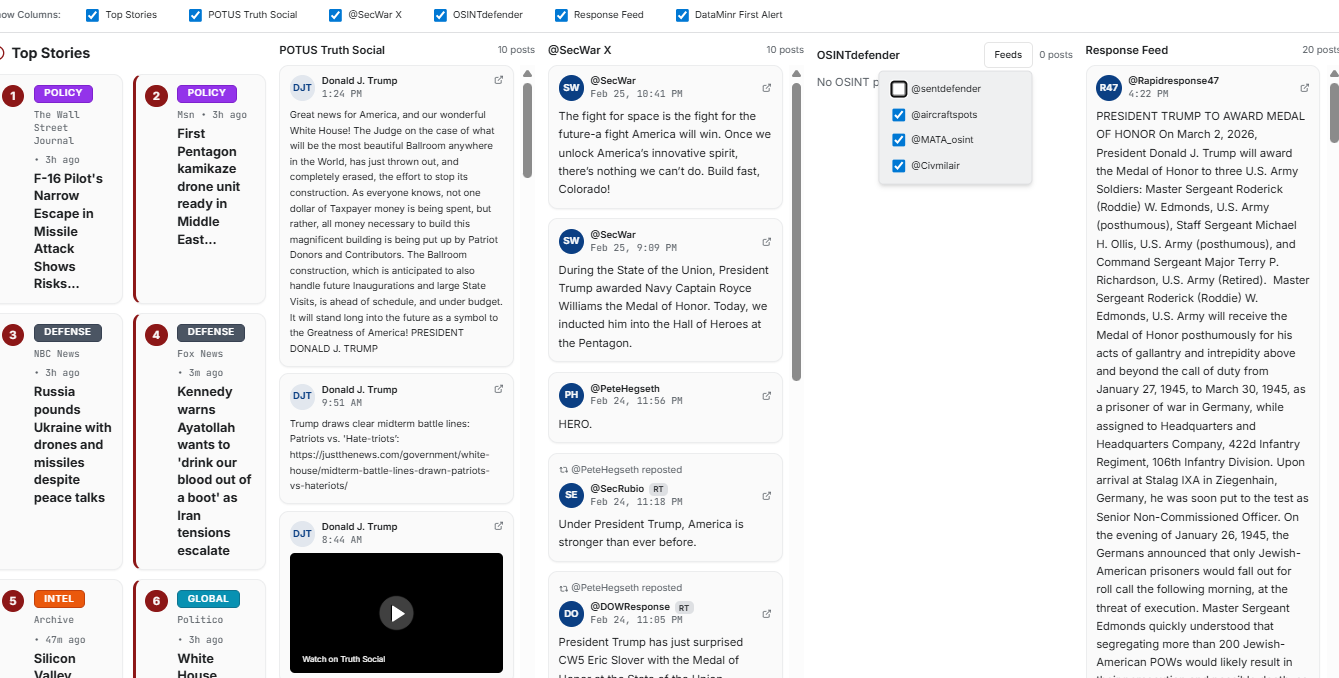 ow Columns:
Top Stories
POTUS Truth Social
@SecWar X
OSINTdefender
Response Feed
DataMinr First Alert
Top Stories
1
POLICY
The Wall
Street
Journal
• 3h ago
F-16 Pilot's
Narrow
Escape in
Missile
Attack
Shows
Risks...
2
POLICY
Msn • 3h ago
First
Pentagon
kamikaze
drone unit
ready in
Middle
East...
3
DEFENSE
NBC News
• 3h ago
Russia
pounds
Ukraine with
drones and
missiles
despite
peace talks
4
DEFENSE
Fox News
• 3m ago
Kennedy
warns
Ayatollah
wants to
'drink our
blood out of
a boot' as
Iran
tensions
escalate
5
INTEL
Archive
• 47m ago
Silicon
Valley
6
GLOBAL
Politico
• 3h ago
White
House
POTUS Truth Social
10 posts
DJT
Donald J. Trump
1:24 PM
Great news for America, and our wonderful
White House! The Judge on the case of what
will be the most beautiful Ballroom anywhere
in the World, has just thrown out, and
completely erased, the effort to stop its
construction. As everyone knows, not one
dollar of Taxpayer money is being spent, but
rather, all money necessary to build this
magnificent building is being put up by Patriot
Donors and Contributors. The Ballroom
construction, which is anticipated to also
handle future Inaugurations and large State
Visits, is ahead of schedule, and under budget.
It will stand long into the future as a symbol to
the Greatness of America! PRESIDENT
DONALD J. TRUMP
DJT
Donald J. Trump
9:51 AM
Trump draws clear midterm battle lines:
Patriots vs. 'Hate-triots':
https://justthenews.com/government/white-
house/midterm-battle-lines-drawn-patriots-
vs-hateriots/
DJT
Donald J. Trump
8:44 AM
Watch on Truth Social
@SecWar X
10 posts
SW
@SecWar
Feb 25, 10:41 PM
The fight for space is the fight for the
future-a fight America will win. Once we
unlock America's innovative spirit,
there's nothing we can't do. Build fast,
Colorado!
SW
@SecWar
Feb 25, 9:09 PM
During the State of the Union, President
Trump awarded Navy Captain Royce
Williams the Medal of Honor. Today, we
inducted him into the Hall of Heroes at
the Pentagon.
PH
@PeteHegseth
Feb 24, 11:56 PM
HERO.
@PeteHegseth reposted
SE
@SecRubio RT
Feb 24, 11:18 PM
Under President Trump, America is
stronger than ever before.
@PeteHegseth reposted
DO
@DOWResponse RT
Feb 24, 11:05 PM
President Trump has just surprised
CW5 Eric Slover with the Medal of
Honor at the State of the Union
OSINTdefender
Feeds
0 posts
No OSINT p
@sentdefender
@aircraftspots
@MATA_osint
@Civmilair
Response Feed
20 posts
R47
@Rapidresponse47
4:22 PM
PRESIDENT TRUMP TO AWARD MEDAL
OF HONOR On March 2, 2026,
President Donald J. Trump will award
the Medal of Honor to three U.S. Army
Soldiers: Master Sergeant Roderick
(Roddie) W. Edmonds, U.S. Army
(posthumous), Staff Sergeant Michael
H. Ollis, U.S. Army (posthumous), and
Command Sergeant Major Terry P.
Richardson, U.S. Army (Retired).  Master
Sergeant Roderick (Roddie) W.
Edmonds, U.S. Army will receive the
Medal of Honor posthumously for his
acts of gallantry and intrepidity above
and beyond the call of duty from
January 27, 1945, to March 30, 1945, as
a prisoner of war in Germany, while
assigned to Headquarters and
Headquarters Company, 422d Infantry
Regiment, 106th Infantry Division. Upon
arrival at Stalag IXA in Ziegenhain,
Germany, he was soon put to the test as
Senior Non-Commissioned Officer. On
the evening of January 26, 1945, the
Germans announced that only Jewish-
American prisoners would fall out for
roll call the following morning, at the
threat of execution. Master Sergeant
Edmonds quickly understood that
segregating more than 200 Jewish-
American POWs would likely result in